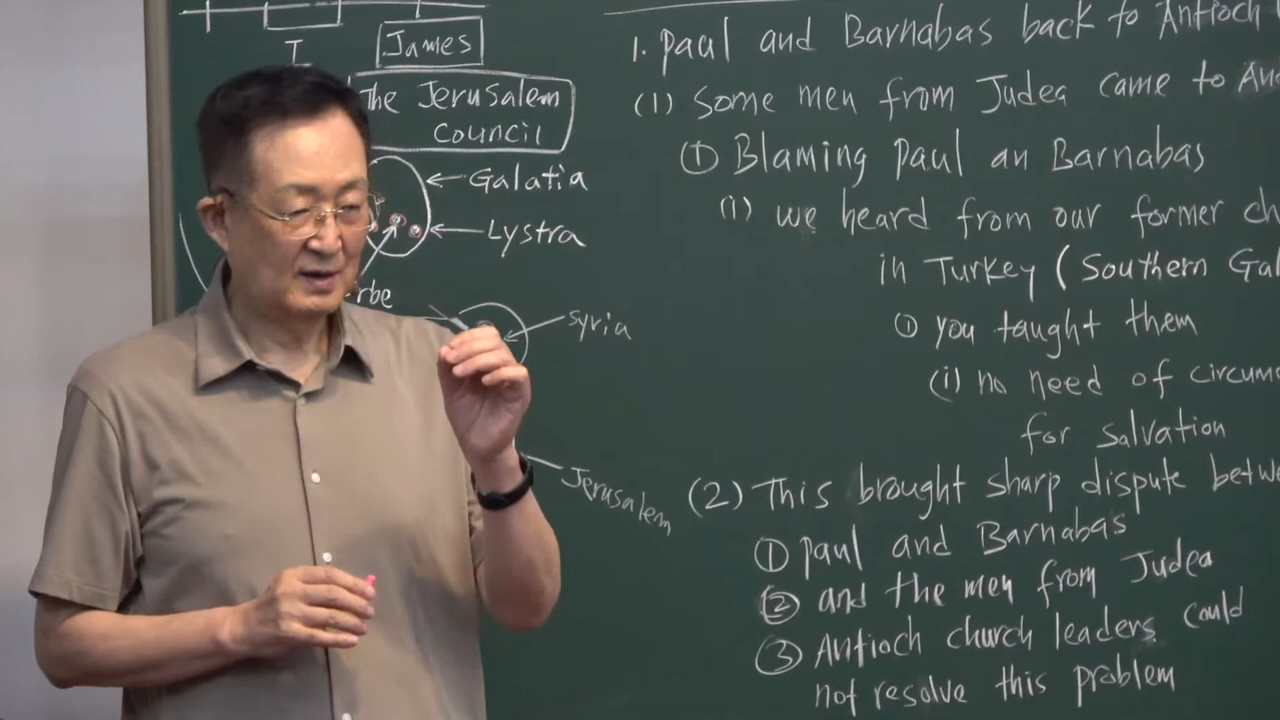 I
James
The Jerusalem
Council
Galatia
Lystra
rbe
Syria
Jerusalem
1. Paul and Barnabas back to Antioch
(1) Some men from Judea came to
① Blaming Paul an Barnabas
(1) we heard from our former
in Turkey (Southern
① you taught them
(i) no need of
for salvation
(2) This brought sharp dispute
① Paul and Barnabas
② and the men from Judea
③ Antioch church leaders could
not resolve this problem